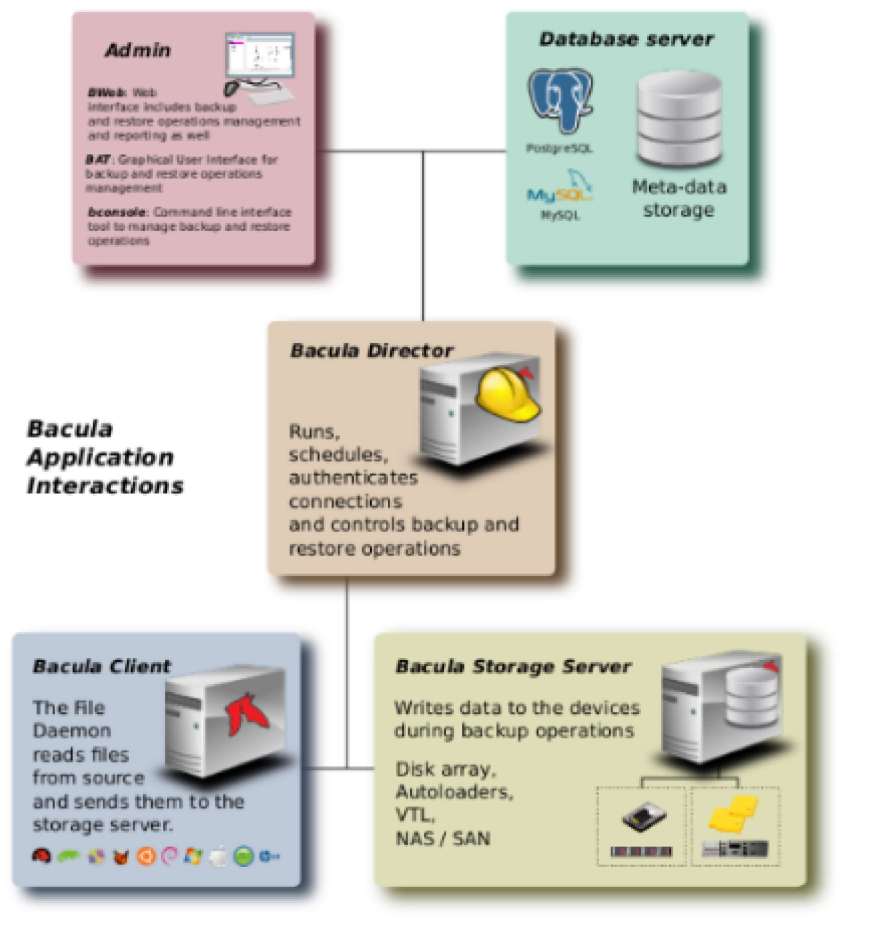 Admin
BWeb: Web
interface includes backup
and restore operations management
and reporting as well
BAT: Graphical User Interface for
backup and restore operations
management
bconsole: Command line interface
tool to manage backup and restore
operations
Database server
PostgreSQL
MySQL
MySQL
Meta-data
storage
Bacula Director
Runs,
schedules,
authenticates
connections
and controls backup and
restore operations
Bacula
Application
Interactions
Bacula Client
The File
Daemon
reads files
from source
and sends them to the
storage server.
Bacula Storage Server
Writes data to the devices
during backup operations
Disk array,
Autoloaders,
VTL,
NAS / SAN